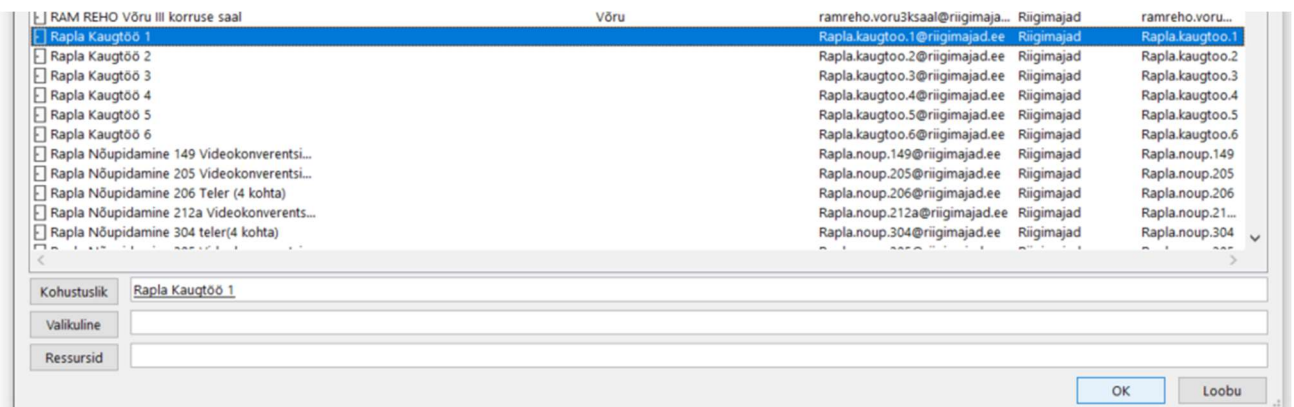 RAM REHO Võru III korruse saal Võru ramreho.voru3ksaal@riigimaja... Riigimajad ramreho.voru...
Rapla Kaugtöö 1 Rapla.kaugtoo.1@riigimajad.ee Riigimajad Rapla.kaugtoo.1
Rapla Kaugtöö 2 Rapla.kaugtoo.2@riigimajad.ee Riigimajad Rapla.kaugtoo.2
Rapla Kaugtöö 3 Rapla.kaugtoo.3@riigimajad.ee Riigimajad Rapla.kaugtoo.3
Rapla Kaugtöö 4 Rapla.kaugtoo.4@riigimajad.ee Riigimajad Rapla.kaugtoo.4
Rapla Kaugtöö 5 Rapla.kaugtoo.5@riigimajad.ee Riigimajad Rapla.kaugtoo.5
Rapla Kaugtöö 6 Rapla.kaugtoo.6@riigimajad.ee Riigimajad Rapla.kaugtoo.6
Rapla Nõupidamine 149 Videokonverentsi... Rapla.noup.149@riigimajad.ee Riigimajad Rapla.noup.149
Rapla Nõupidamine 205 Videokonverentsi... Rapla.noup.205@riigimajad.ee Riigimajad Rapla.noup.205
Rapla Nõupidamine 206 Teler (4 kohta) Rapla.noup.206@riigimajad.ee Riigimajad Rapla.noup.206
Rapla Nõupidamine 212a Videokonverents... Rapla.noup.212a@riigimajad.ee Riigimajad Rapla.noup.21...
Rapla Nõupidamine 304 teler(4 kohta) Rapla.noup.304@riigimajad.ee Riigimajad Rapla.noup.304
Kohustuslik Rapla Kaugtöö 1
Valikuline
Ressursid
OK Loobu